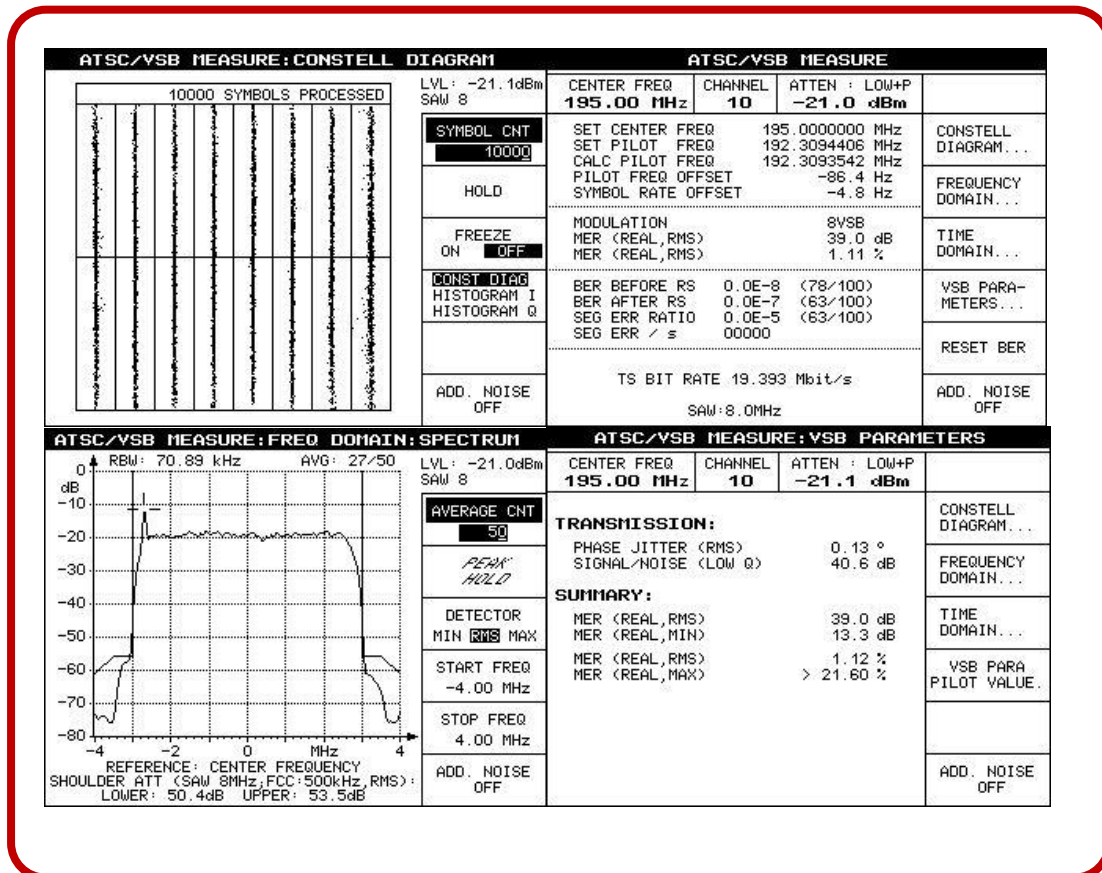 ATSC/VSB MEASURE:CONSTELL DIAGRAM
10000 SYMBOLS PROCESSED
LVL: -21.1dBm
SAW 8
SYMBOL CNT
10000
HOLD
FREEZE
ON OFF
CONST DIAG
HISTOGRAM I
HISTOGRAM Q
ADD. NOISE
OFF
ATSC/VSB MEASURE
CENTER FREQ CHANNEL ATTEN : LOW+P
195.00 MHz 10 -21.0 dBm
SET CENTER FREQ 195.0000000 MHz
SET PILOT FREQ 192.3094406 MHz
CALC PILOT FREQ 192.3093542 MHz
PILOT FREQ OFFSET -86.4 Hz
SYMBOL RATE OFFSET -4.8 Hz
MODULATION 8VSB
MER (REAL,RMS) 39.0 dB
MER (REAL,RMS) 1.11 %
BER BEFORE RS 0.0E-8 (78/100)
BER AFTER RS 0.0E-7 (63/100)
SEG ERR RATIO 0.0E-5 (63/100)
SEG ERR / s 00000
TS BIT RATE 19.393 Mbit/s
SAW:8.0MHz
CONSTELL
DIAGRAM...
FREQUENCY
DOMAIN...
TIME
DOMAIN...
VSB PARA-
METERS...
RESET BER
ADD. NOISE
OFF
ATSC/VSB MEASURE:FREQ DOMAIN:SPECTRUM
RBW: 70.89 kHz AVG: 27/50
0
dB
-10
-20
-30
-40
-50
-60
-70
-80
-4 -2 0 MHz 4
REFERENCE: CENTER FREQUENCY
SHOULDER ATT (SAW 8MHz;FCC:500kHz,RMS):
LOWER: 50.4dB UPPER: 53.5dB
LVL: -21.0dBm
SAW 8
AVERAGE CNT
50
PEAK
HOLD
DETECTOR
MIN RMS MAX
START FREQ
-4.00 MHz
STOP FREQ
4.00 MHz
ADD. NOISE
OFF
ATSC/VSB MEASURE:VSB PARAMETERS
CENTER FREQ CHANNEL ATTEN : LOW+P
195.00 MHz 10 -21.1 dBm
TRANSMISSION:
PHASE JITTER (RMS) 0.13 °
SIGNAL/NOISE (LOW Q) 40.6 dB
SUMMARY:
MER (REAL,RMS) 39.0 dB
MER (REAL,MIN) 13.3 dB
MER (REAL,RMS) 1.12 %
MER (REAL,MAX) > 21.60 %
CONSTELL
DIAGRAM...
FREQUENCY
DOMAIN...
TIME
DOMAIN...
VSB PARA
PILOT VALUE.
ADD. NOISE
OFF